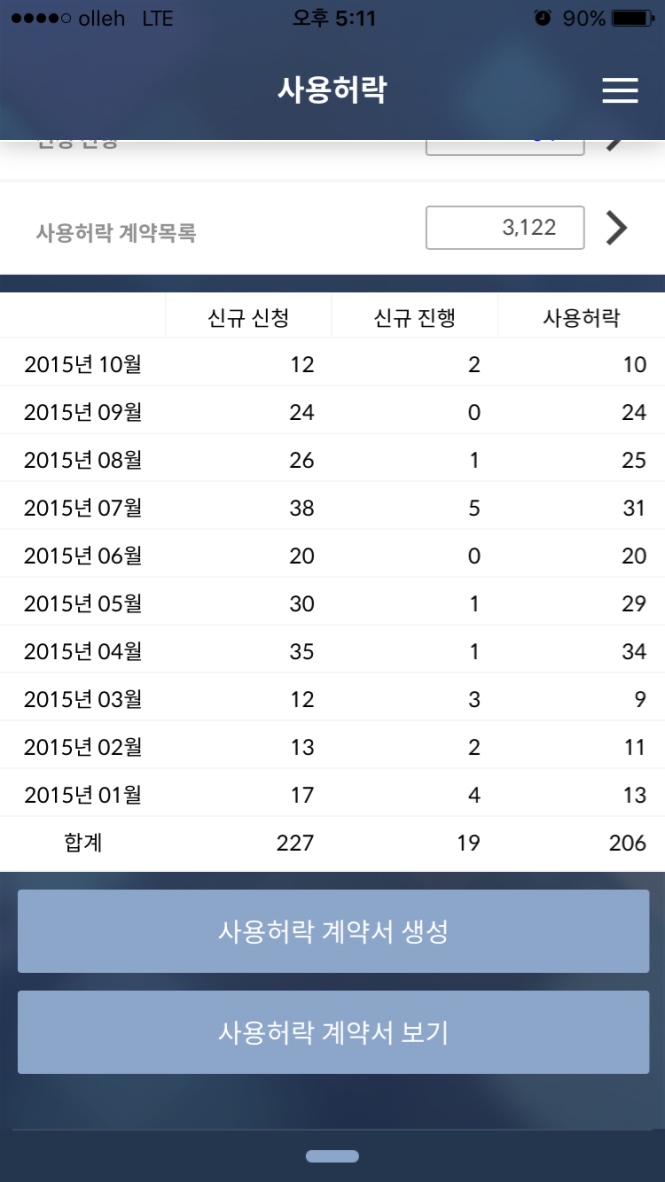 olleh LTE 오후 5:11 90%
사용허락
사용허락 계약목록 3,122
신규 신청 신규 진행 사용허락
2015년 10월 12 2 10
2015년 09월 24 0 24
2015년 08월 26 1 25
2015년 07월 38 5 31
2015년 06월 20 0 20
2015년 05월 30 1 29
2015년 04월 35 1 34
2015년 03월 12 3 9
2015년 02월 13 2 11
2015년 01월 17 4 13
합계 227 19 206
사용허락 계약서 생성
사용허락 계약서 보기